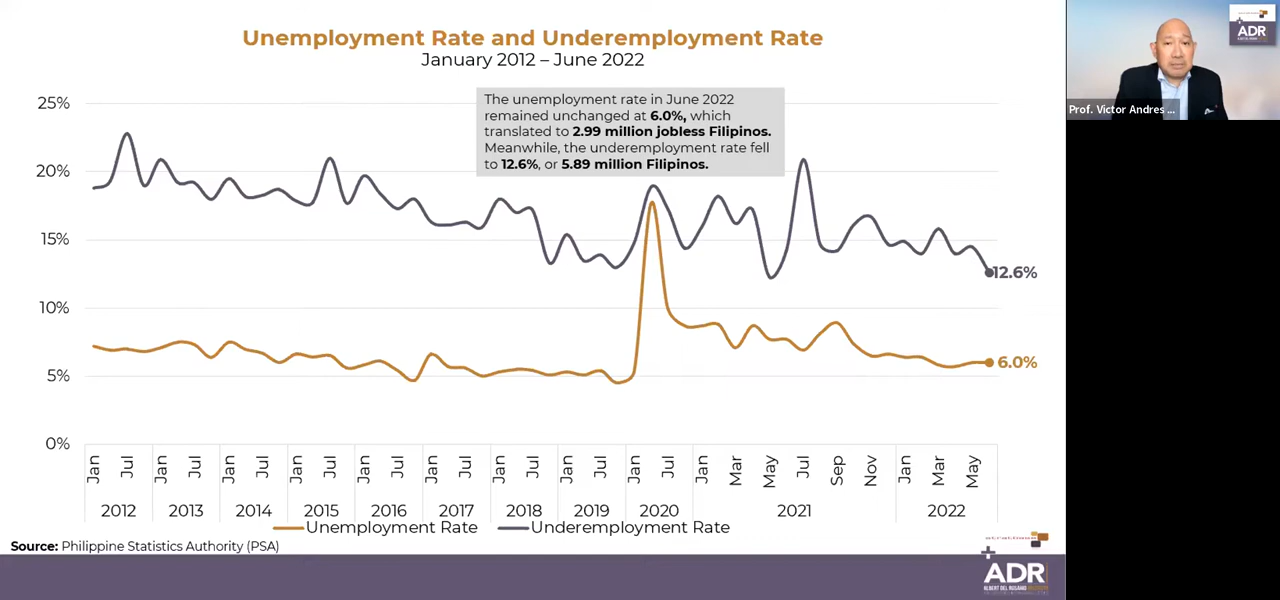 Unemployment Rate and Underemployment Rate
January 2012 – June 2022
The unemployment rate in June 2022
remained unchanged at 6.0%, which
translated to 2.99 million jobless Filipinos.
Meanwhile, the underemployment rate fell
to 12.6%, or 5.89 million Filipinos.
25%
20%
15%
10%
5%
0%
12.6%
6.0%
Jan Jul Jan Jul Jan Jul Jan Jul Jan Jul Jan Jul Jan Jul Jan Jul Jan Jul Jan Mar May Jul Sep Nov Jan Mar May
2012 2013 2014 2015 2016 2017 2018 2019 2020 2021 2022
Unemployment Rate Underemployment Rate
Source: Philippine Statistics Authority (PSA)
ADR
ALBERT DEL ROSARIO
ADR
Prof. Victor Andres ...